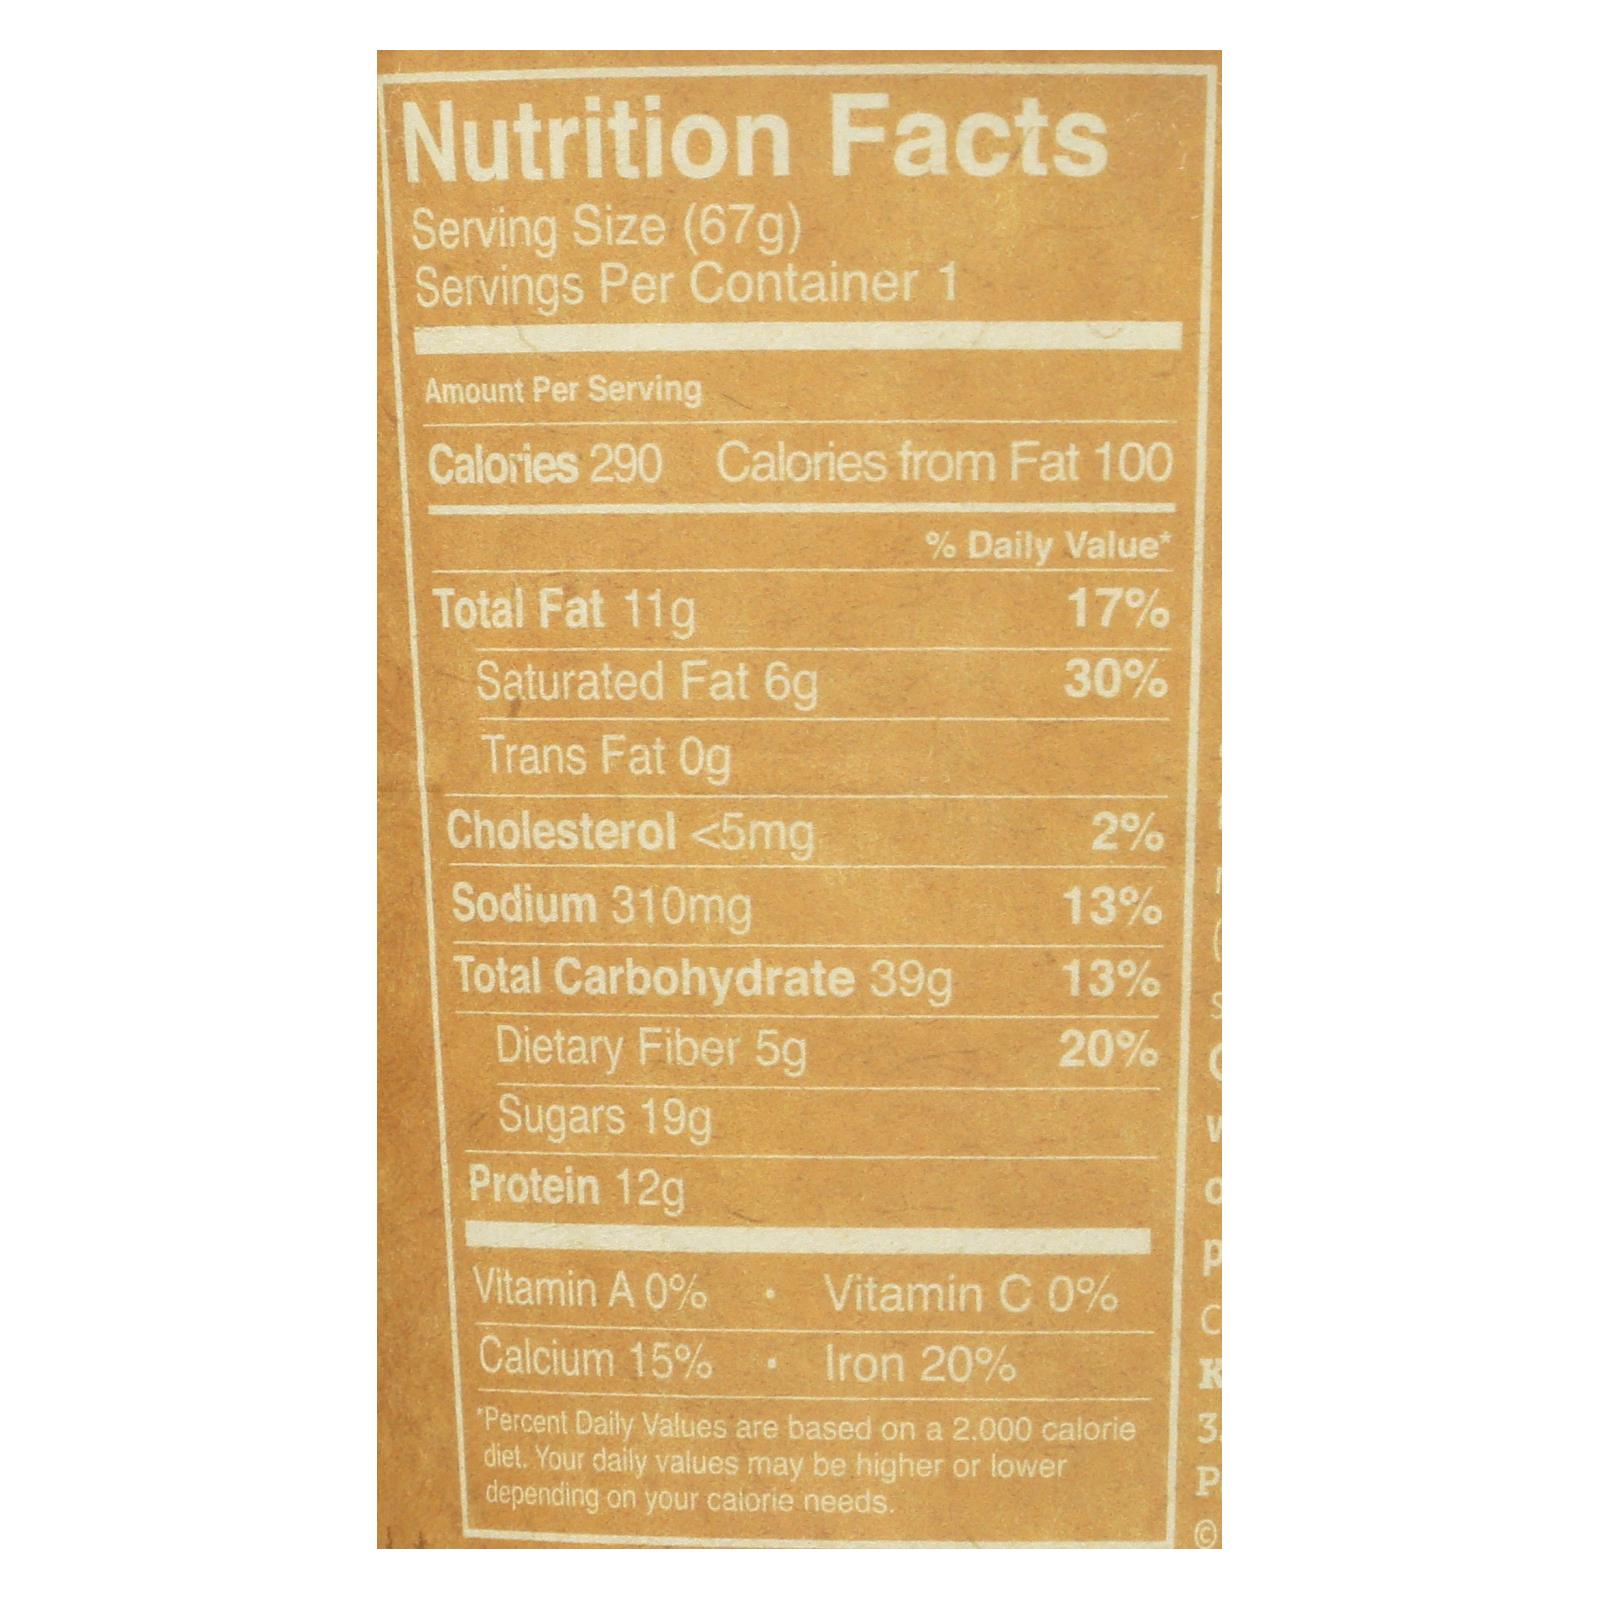 Nutrition Facts
Serving Size (67g)
Servings Per Container 1
Amount Per Serving
Calories 290 Calories from Fat 100
% Daily Value*
Total Fat 11g 17%
Saturated Fat 6g 30%
Trans Fat 0g
Cholesterol <5mg 2%
Sodium 310mg 13%
Total Carbohydrate 39g 13%
Dietary Fiber 5g 20%
Sugars 19g
Protein 12g
Vitamin A 0% · Vitamin C 0%
Calcium 15% · Iron 20%
*Percent Daily Values are based on a 2.000 calorie
diet. Your daily values may be higher or lower
depending on your calorie needs.